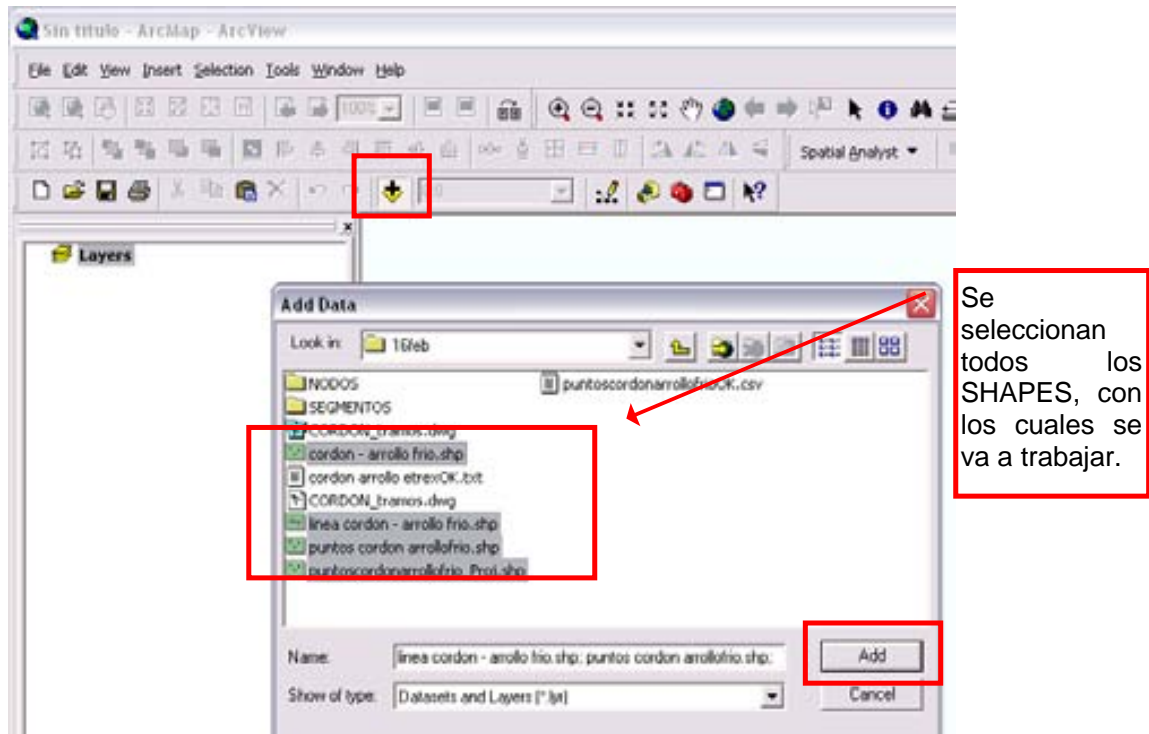 Sin título - ArcMap - ArcView
File Edit View Insert Selection Tools Window Help
100%
Spatial Analyst
Layers
Add Data
Look in: 16feb
NODOS
SEGMENTOS
CORDON_tramos.dwg
cordon - arrollo frio.shp
cordon arrollo etrexOK.txt
CORDON_tramos.dwg
linea cordon - arrollo frio.shp
puntos cordon arrollofrio.shp
puntoscordonarrollofrio_Proj.shp
puntoscordonarrollofrioOK.csv
Name: linea cordon - arrollo frio.shp; puntos cordon arrollofrio.shp;
Add
Show of type: Datasets and Layers (*.lyr)
Cancel
Se
seleccionan
todos los
SHAPES, con
los cuales se
va a trabajar.